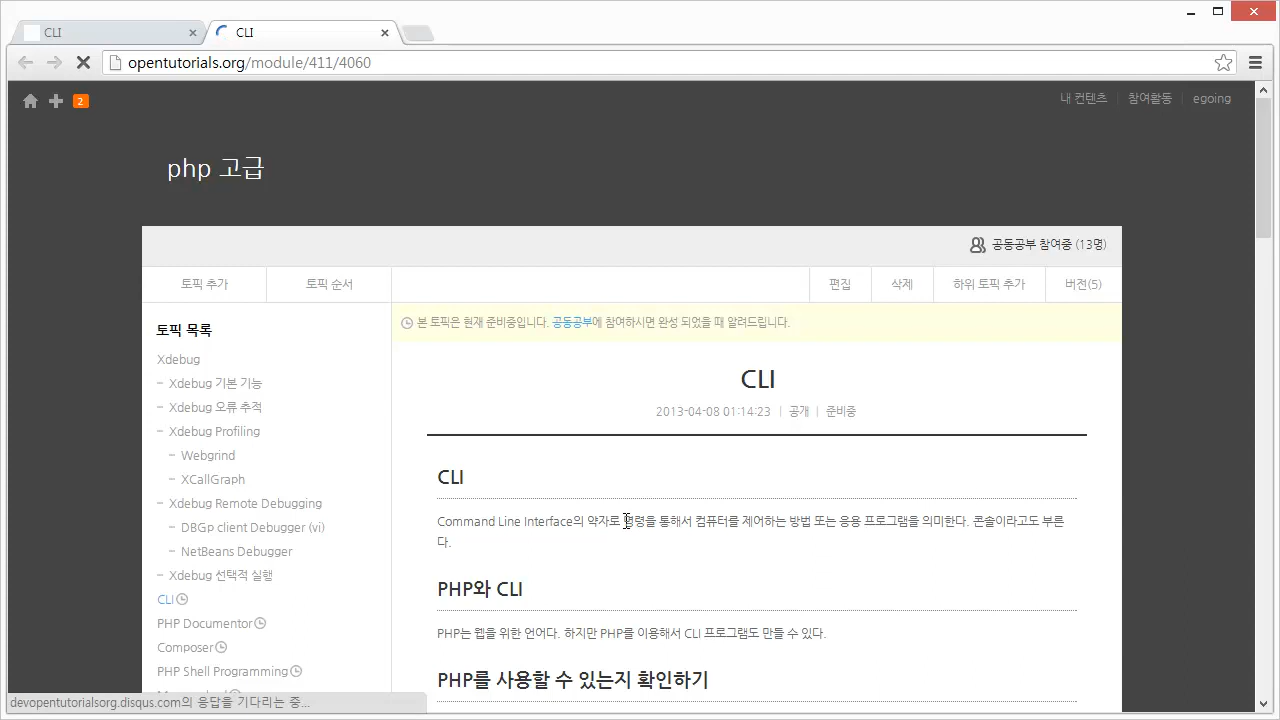 CLI
CLI
opentutorials.org/module/411/4060
2
내 컨텐츠
참여활동
egoing
php 고급
공동공부 참여중 (13명)
토픽 추가
토픽 순서
편집
삭제
하위 토픽 추가
버전(5)
토픽 목록
Xdebug
Xdebug 기본 기능
Xdebug 오류 추적
Xdebug Profiling
Webgrind
XCallGraph
Xdebug Remote Debugging
DBGp client Debugger (vi)
NetBeans Debugger
Xdebug 선택적 실행
CLI
PHP Documentor
Composer
PHP Shell Programming
본 토픽은 현재 준비중입니다. 공동공부에 참여하시면 완성 되었을 때 알려드립니다.
CLI
2013-04-08 01:14:23 | 공개 | 준비중
CLI
Command Line Interface의 약자로 명령을 통해서 컴퓨터를 제어하는 방법 또는 응용 프로그램을 의미한다. 콘솔이라고도 부른
다.
PHP와 CLI
PHP는 웹을 위한 언어다. 하지만 PHP를 이용해서 CLI 프로그램도 만들 수 있다.
PHP를 사용할 수 있는지 확인하기
devopentutorialsorg.disqus.com의 응답을 기다리는 중...